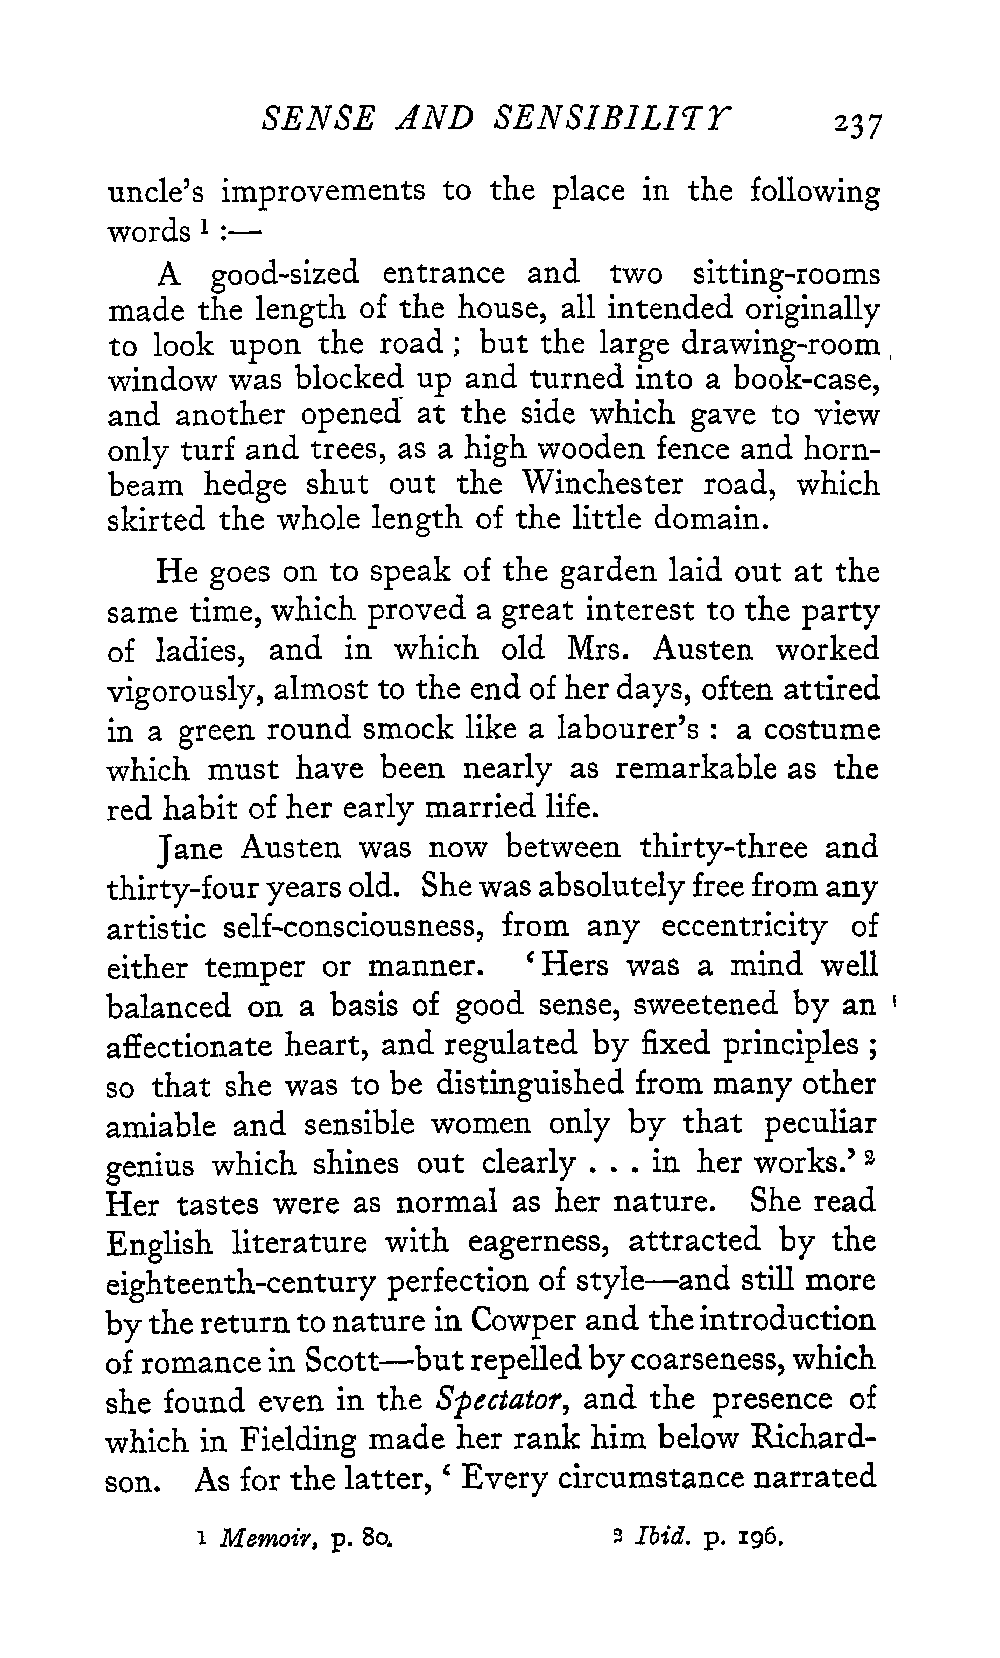 SENSE AND SENSIBILITY 237
uncle's improvements to the place in the following
words ¹ :—
A good-sized entrance and two sitting-rooms
made the length of the house, all intended originally
to look upon the road ; but the large drawing-room
window was blocked up and turned into a book-case,
and another opened at the side which gave to view
only turf and trees, as a high wooden fence and horn-
beam hedge shut out the Winchester road, which
skirted the whole length of the little domain.
He goes on to speak of the garden laid out at the
same time, which proved a great interest to the party
of ladies, and in which old Mrs. Austen worked
vigorously, almost to the end of her days, often attired
in a green round smock like a labourer's : a costume
which must have been nearly as remarkable as the
red habit of her early married life.
Jane Austen was now between thirty-three and
thirty-four years old. She was absolutely free from any
artistic self-consciousness, from any eccentricity of
either temper or manner. ‘Hers was a mind well
balanced on a basis of good sense, sweetened by an
affectionate heart, and regulated by fixed principles ;
so that she was to be distinguished from many other
amiable and sensible women only by that peculiar
genius which shines out clearly . . . in her works.’ ²
Her tastes were as normal as her nature. She read
English literature with eagerness, attracted by the
eighteenth-century perfection of style—and still more
by the return to nature in Cowper and the introduction
of romance in Scott—but repelled by coarseness, which
she found even in the Spectator, and the presence of
which in Fielding made her rank him below Richard-
son. As for the latter, ‘ Every circumstance narrated
1 Memoir, p. 80. 2 Ibid. p. 196.